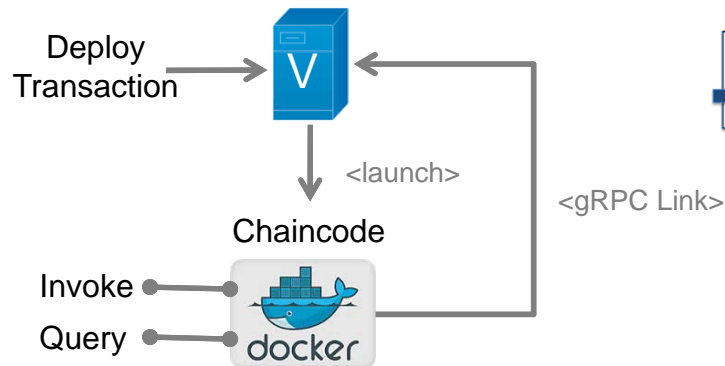 Deploy
Transaction
V
<launch>
<gRPC Link>
Chaincode
Invoke
Query
docker